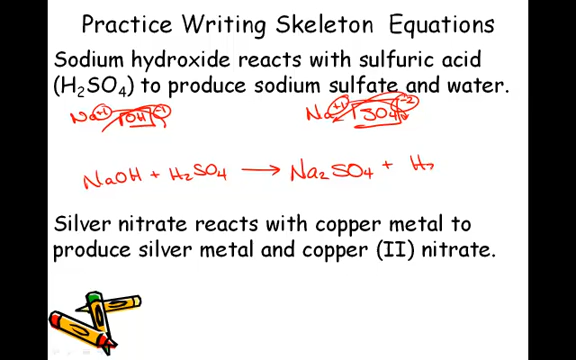 Practice Writing Skeleton Equations
Sodium hydroxide reacts with sulfuric acid
(H₂SO₄) to produce sodium sulfate and water.
Na⁺¹ OH⁻¹ Na₂⁺¹ SO₄⁻²
NaOH + H₂SO₄ → Na₂SO₄ + H₂
Silver nitrate reacts with copper metal to
produce silver metal and copper (II) nitrate.